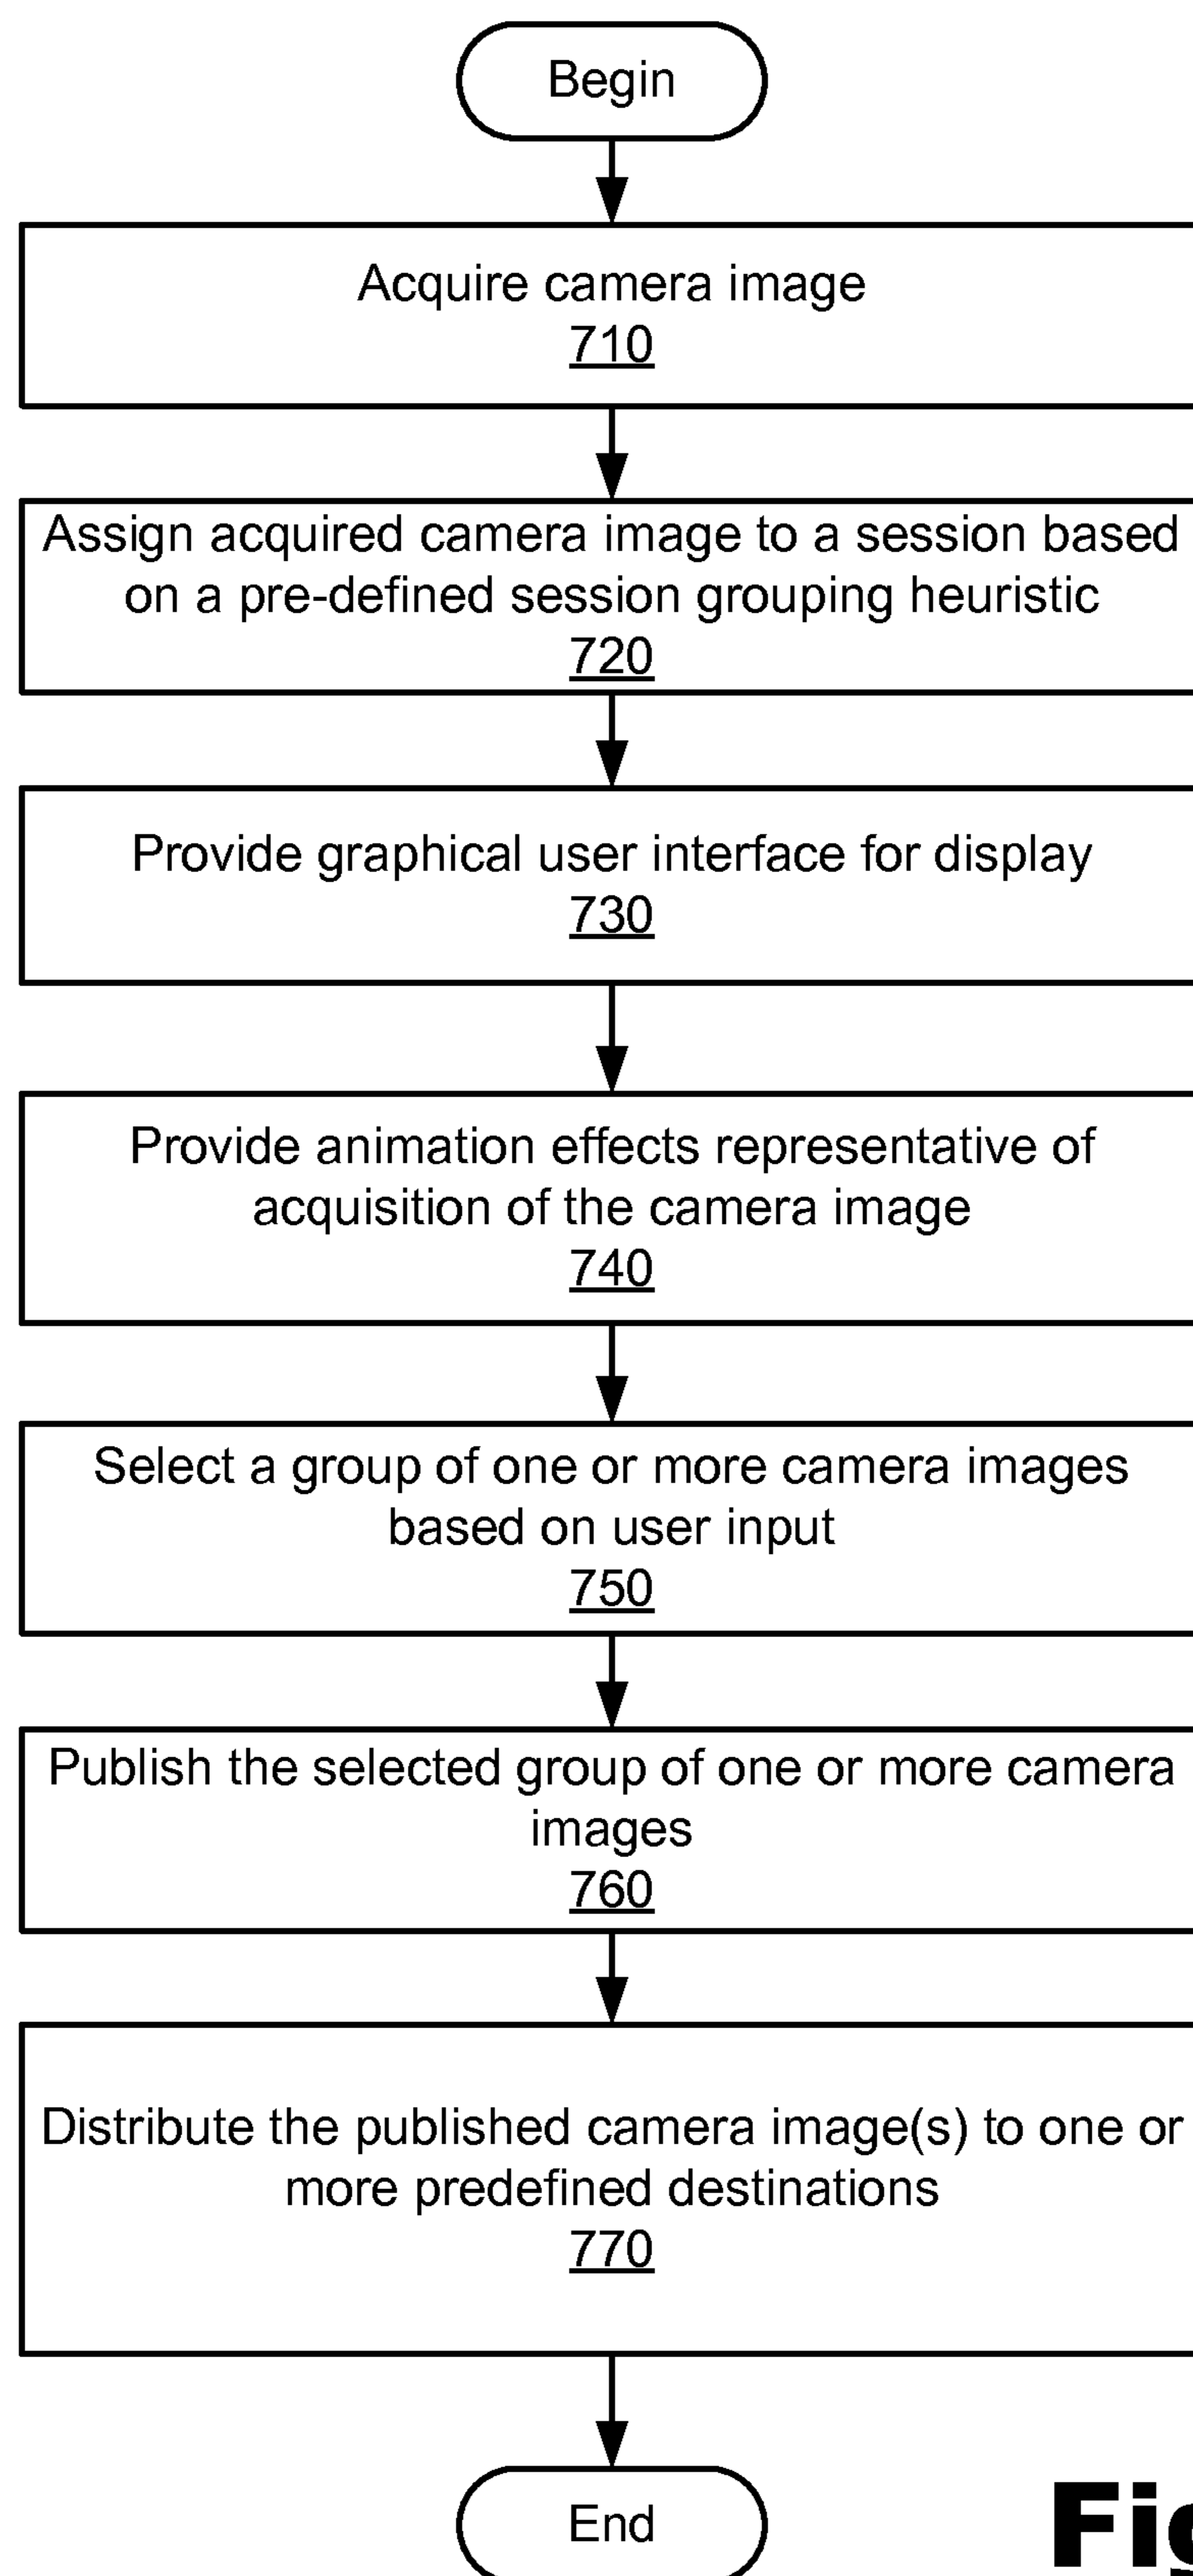 Begin
Acquire camera image
710
Assign acquired camera image to a session based
on a pre-defined session grouping heuristic
720
Provide graphical user interface for display
730
Provide animation effects representative of
acquisition of the camera image
740
Select a group of one or more camera images
based on user input
750
Publish the selected group of one or more camera
images
760
Distribute the published camera image(s) to one or
more predefined destinations
770
End